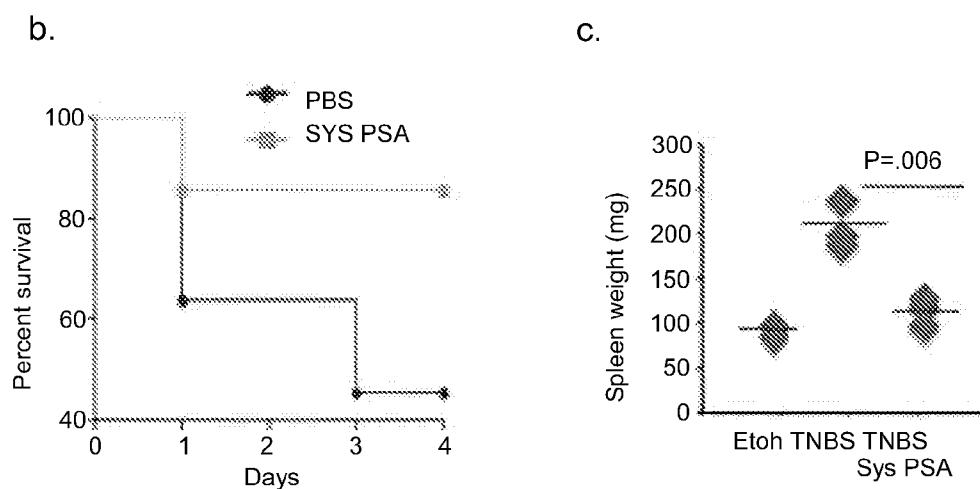 b.
PBS
SYS PSA
100
80
60
40
Percent survival
0 1 2 3 4
Days
c.
P=.006
300
250
200
150
100
50
0
Spleen weight (mg)
Etoh TNBS TNBS
Sys PSA